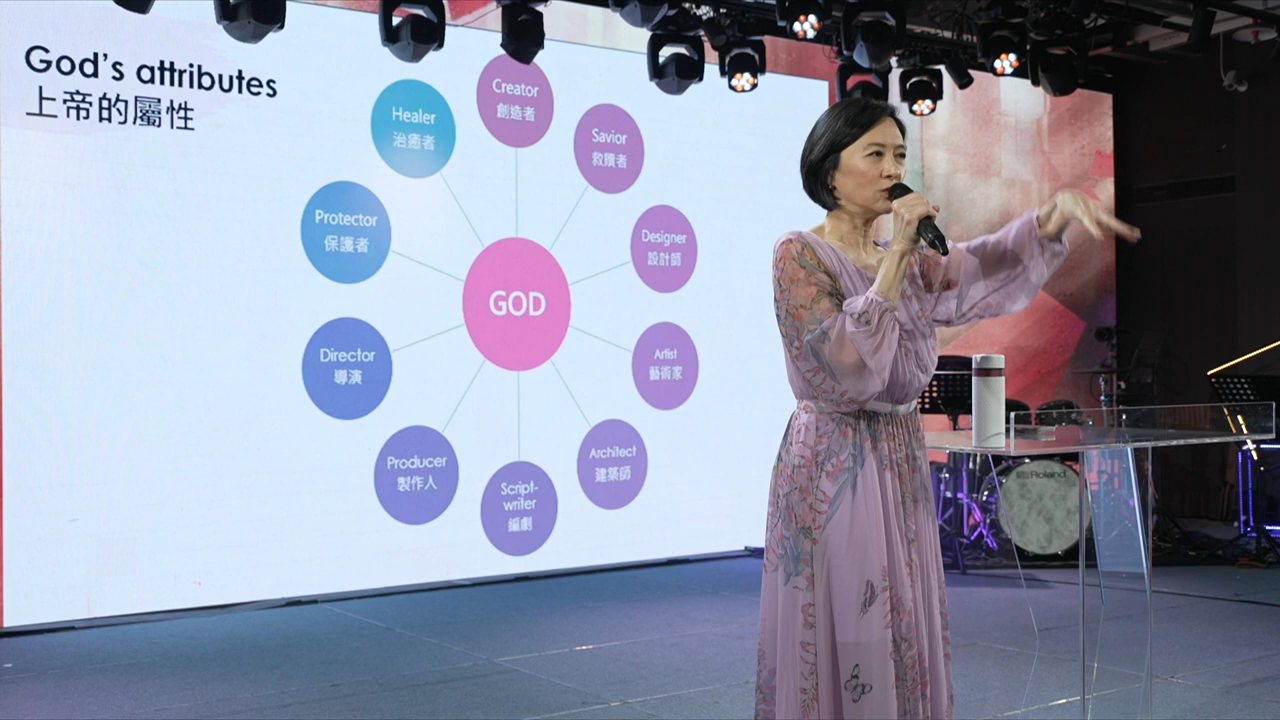 God's attributes
上帝的屬性
Creator
創造者
Savior
救贖者
Designer
設計師
Artist
藝術家
Architect
建築師
Script-
writer
編劇
Producer
製作人
Director
導演
Protector
保護者
Healer
治癒者
GOD
Roland